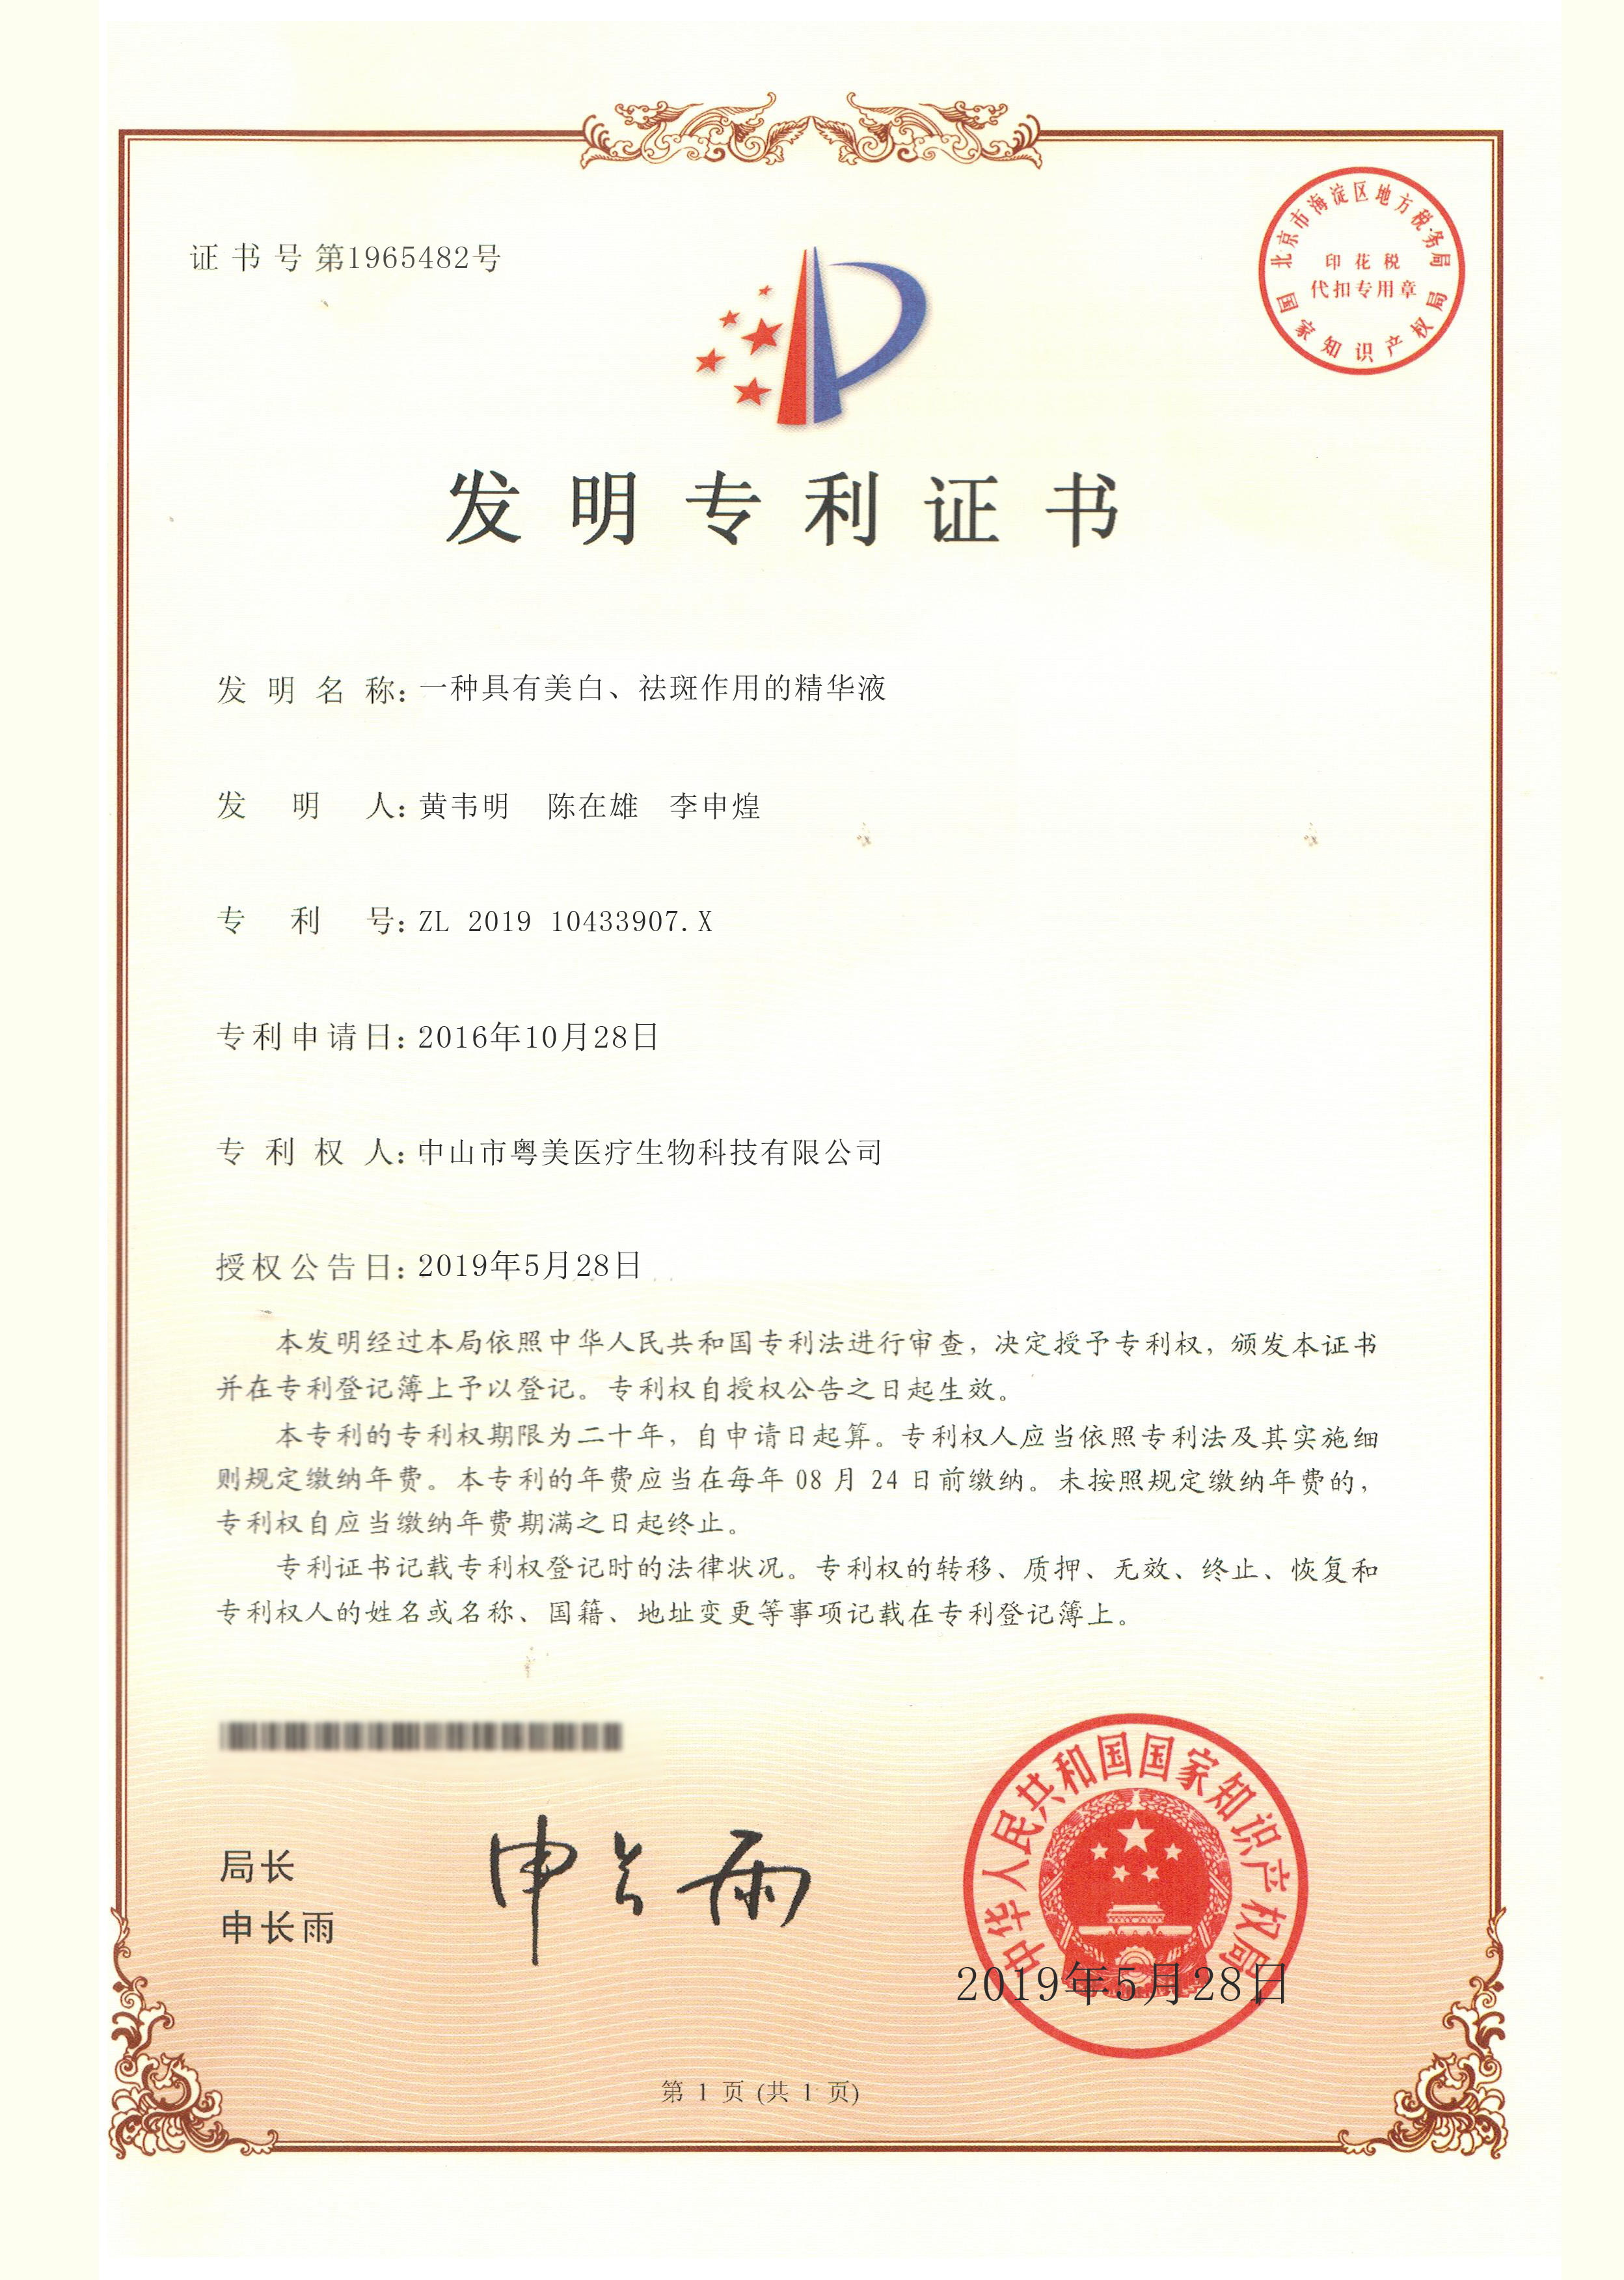 证书号第1965482号
北京市海淀区地方税务局
印花税
代扣专用章
国家知识产权局
发明专利证书
发明名称：一种具有美白、祛斑作用的精华液
发明人：黄韦明 陈在雄 李申煌
专利号：ZL 2019 10433907.X
专利申请日：2016年10月28日
专利权人：中山市粤美医疗生物科技有限公司
授权公告日：2019年5月28日
本发明经过本局依照中华人民共和国专利法进行审查，决定授予专利权，颁发本证书
并在专利登记簿上予以登记。专利权自授权公告之日起生效。
本专利的专利权期限为二十年，自申请日起算。专利权人应当依照专利法及其实施细
则规定缴纳年费。本专利的年费应当在每年 08 月 24 日前缴纳。未按照规定缴纳年费的，
专利权自应当缴纳年费期满之日起终止。
专利证书记载专利权登记时的法律状况。专利权的转移、质押、无效、终止、恢复和
专利权人的姓名或名称、国籍、地址变更等事项记载在专利登记簿上。
局长
申长雨
申长雨
中华人民共和国国家知识产权局
2019年5月28日
第 1 页 (共 1 页)